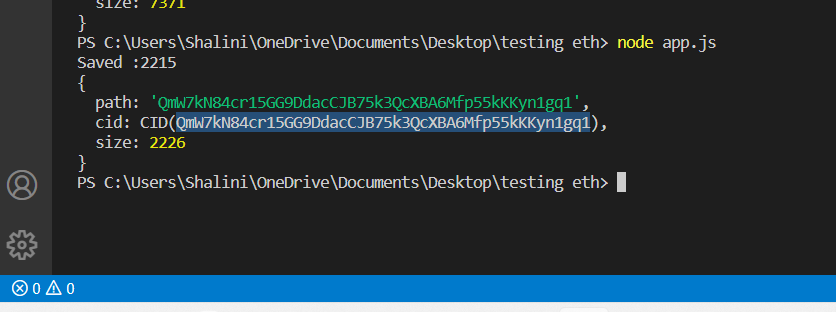 size: 7371
}
PS C:\Users\Shalini\OneDrive\Documents\Desktop\testing eth> node app.js
Saved :2215
{
path: 'QmW7kN84cr15GG9DdacCJB75k3QcXBA6Mfp55kKKyn1gq1',
cid: CID(QmW7kN84cr15GG9DdacCJB75k3QcXBA6Mfp55kKKyn1gq1),
size: 2226
}
PS C:\Users\Shalini\OneDrive\Documents\Desktop\testing eth>
0 0